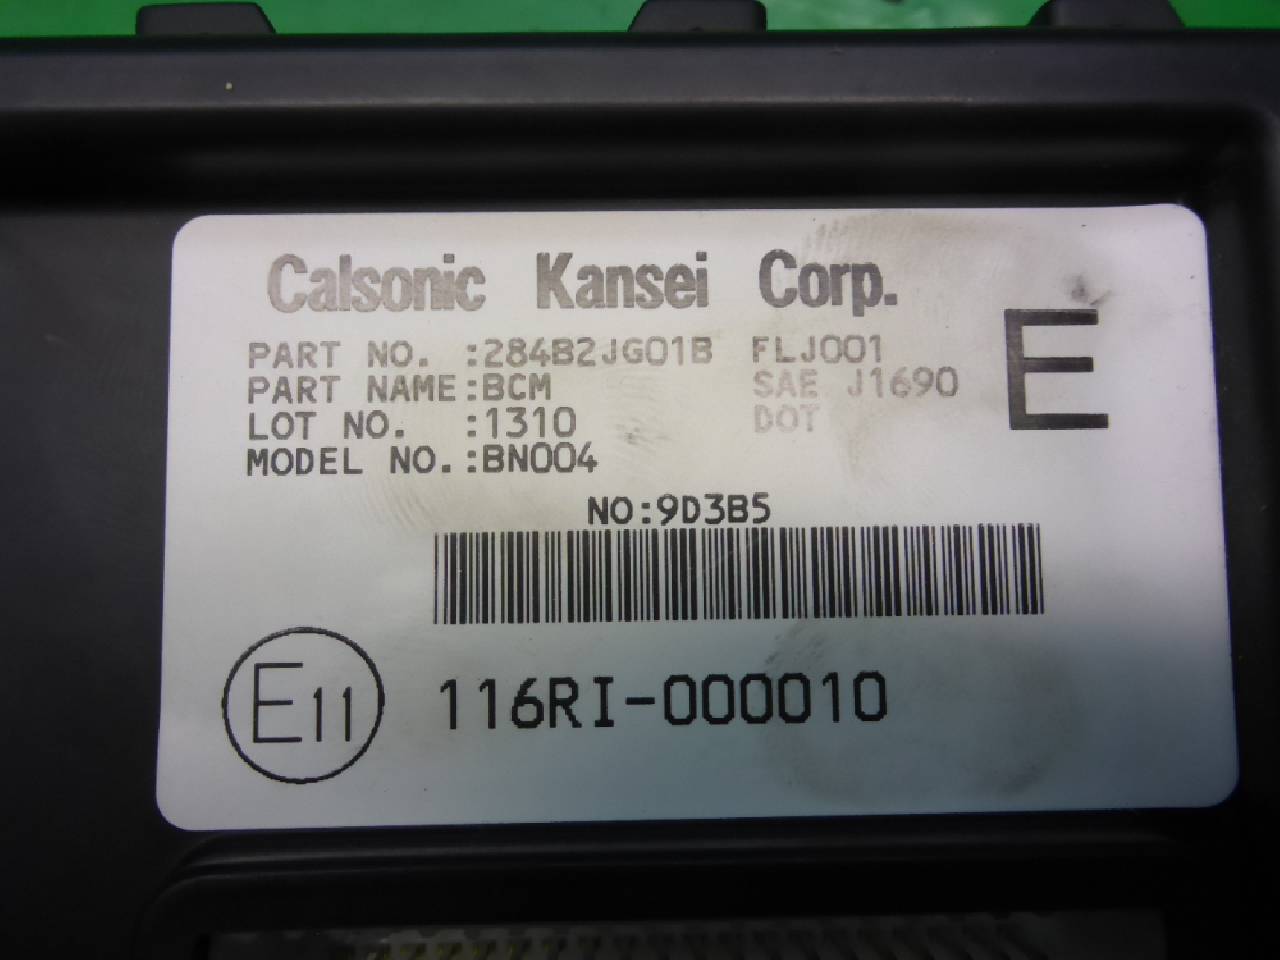 Calsonic Kansei Corp.
PART NO. :284B2JG01B FLJ001
PART NAME:BCM SAE J1690
LOT NO. :1310 DOT
MODEL NO.:BN004
E
NO:9D3B5
E11
116RI-000010